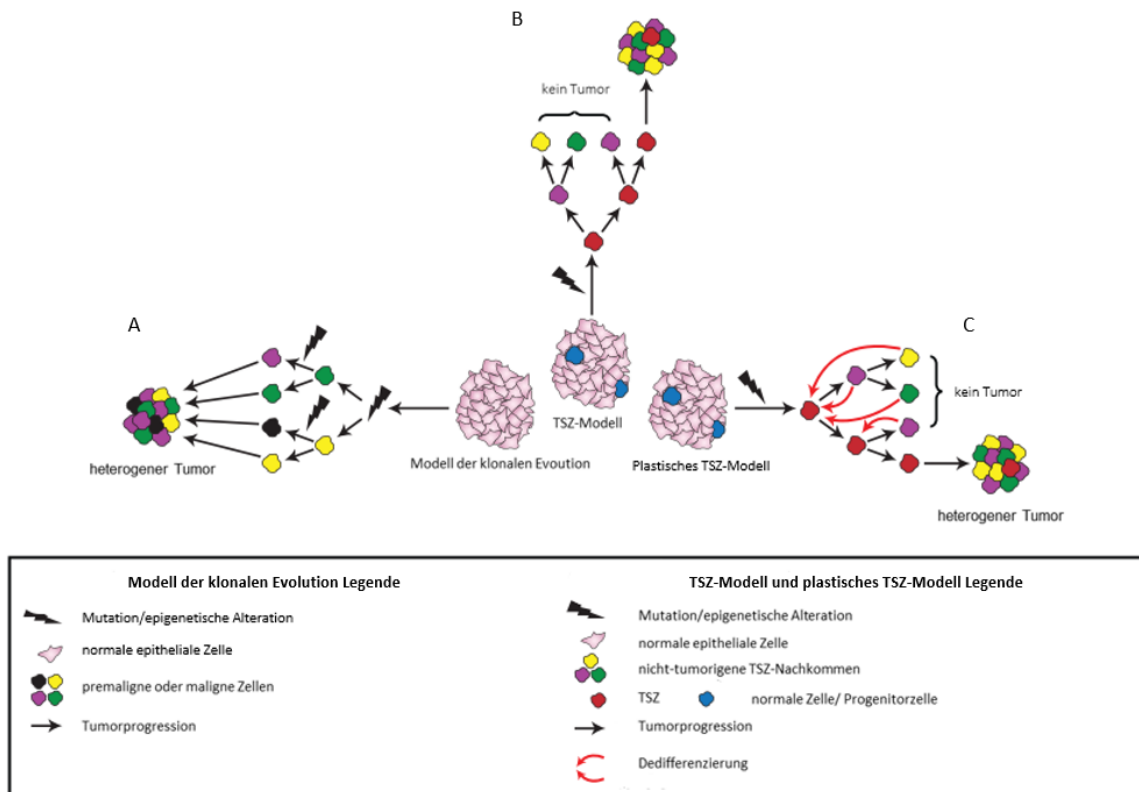 B
kein Tumor
A
C
TSZ-Modell
kein Tumor
heterogener Tumor
Modell der klonalen Evoution
Plastisches TSZ-Modell
heterogener Tumor
Modell der klonalen Evolution Legende
Mutation/epigenetische Alteration
normale epitheliale Zelle
premaligne oder maligne Zellen
Tumorprogression
TSZ-Modell und plastisches TSZ-Modell Legende
Mutation/epigenetische Alteration
normale epitheliale Zelle
nicht-tumorigene TSZ-Nachkommen
TSZ
normale Zelle/ Progenitorzelle
Tumorprogression
Dedifferenzierung